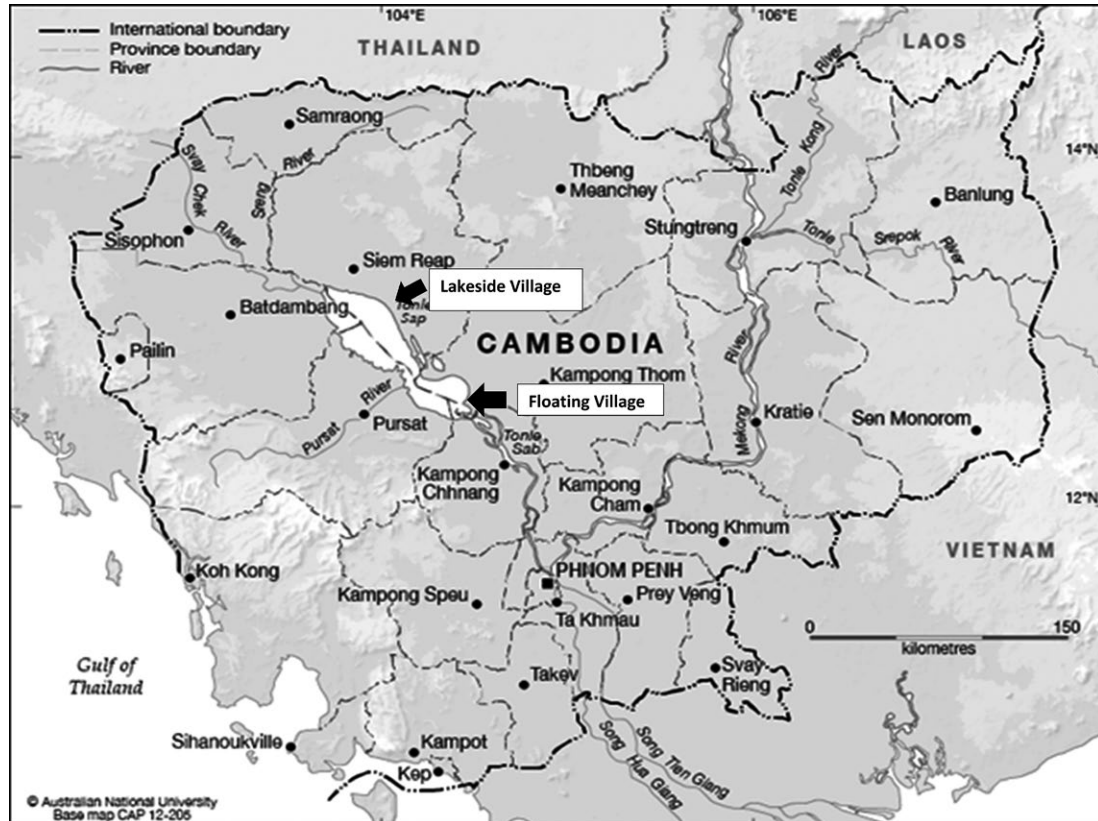 104°E
106°E
International boundary
Province boundary
River
THAILAND
LAOS
River
Samraong
Svay
Chek
River
Sreng
River
Kong
Tonle
14°N
Thbeng
Meanchey
Banlung
Sisophon
Stungtreng
Tonle
Srepok
River
Siem Reap
Lakeside Village
Tonle
Sap
Batdambang
CAMBODIA
River
Mekong
Pailin
Kampong Thom
Floating Village
River
Pursat
Pursat
Kratie
Sen Monorom
Tonle
Sab
Kampong
Chhnang
Kampong
Cham
12°N
Tbong Khmum
VIETNAM
Koh Kong
PHNOM PENH
Kampong Speu
Prey Veng
Ta Khmau
0
150
kilometres
Gulf of
Thailand
Takev
Svay
Rieng
Sihanoukville
Kampot
Kep
Song Tien Giang
Song
Hua Giang
© Australian National University
Base map CAP 12-206